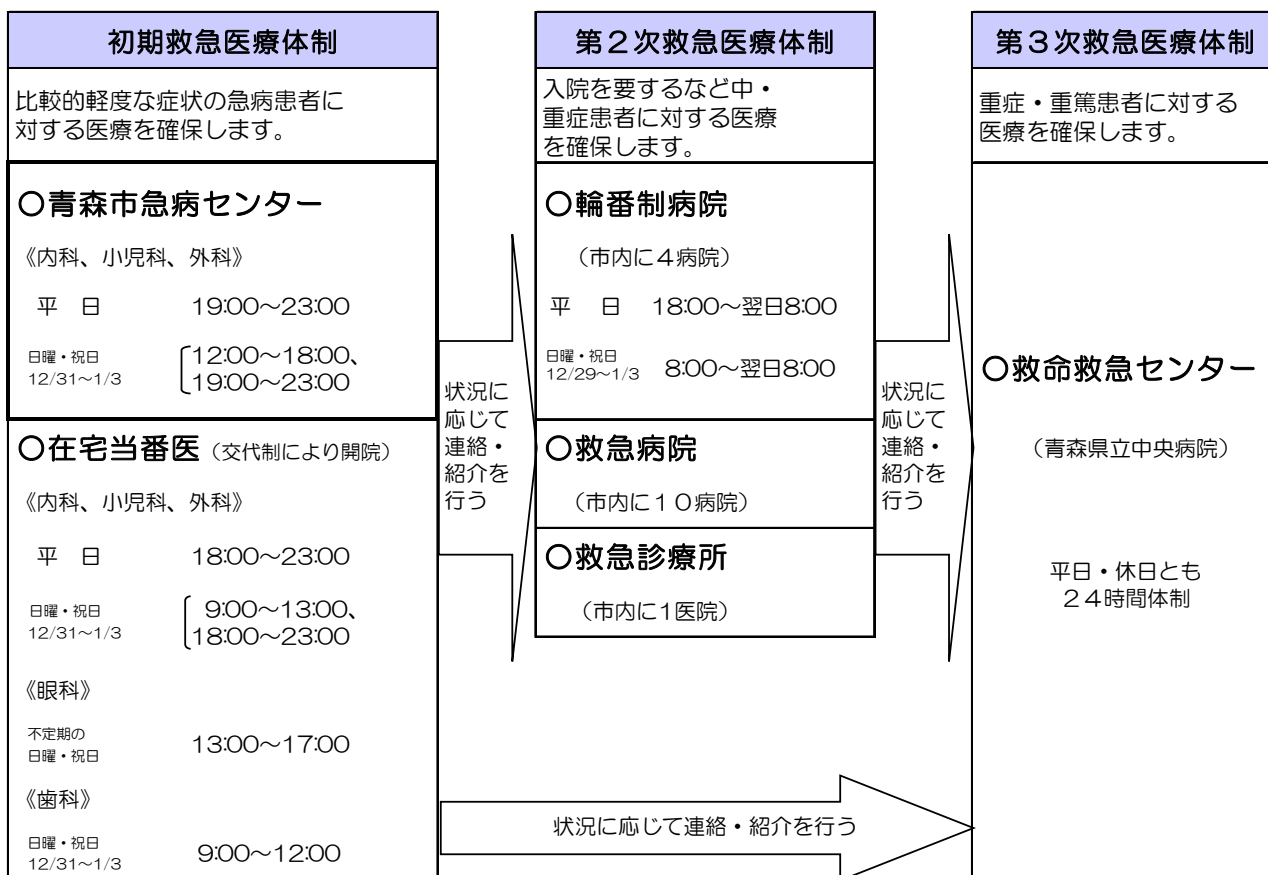 初期救急医療体制
比較的軽度な症状の急病患者に
対する医療を確保します。
〇青森市急病センター
《内科、小児科、外科》
平　日　19:00～23:00
日曜・祝日
12/31～1/3
12:00～18:00、
19:00～23:00
〇在宅当番医（交代制により開院）
《内科、小児科、外科》
平　日　18:00～23:00
日曜・祝日
12/31～1/3
9:00～13:00、
18:00～23:00
《眼科》
不定期の
日曜・祝日
13:00～17:00
《歯科》
日曜・祝日
12/31～1/3
9:00～12:00
状況に
応じて
連絡・
紹介を
行う
第２次救急医療体制
入院を要するなど中・
重症患者に対する医療
を確保します。
〇輪番制病院
（市内に４病院）
平　日　18:00～翌日8:00
日曜・祝日
12/29～1/3
8:00～翌日8:00
〇救急病院
（市内に１０病院）
〇救急診療所
（市内に1医院）
状況に
応じて
連絡・
紹介を
行う
状況に応じて連絡・紹介を行う
第３次救急医療体制
重症・重篤患者に対する
医療を確保します。
〇救命救急センター
（青森県立中央病院）
平日・休日とも
２４時間体制